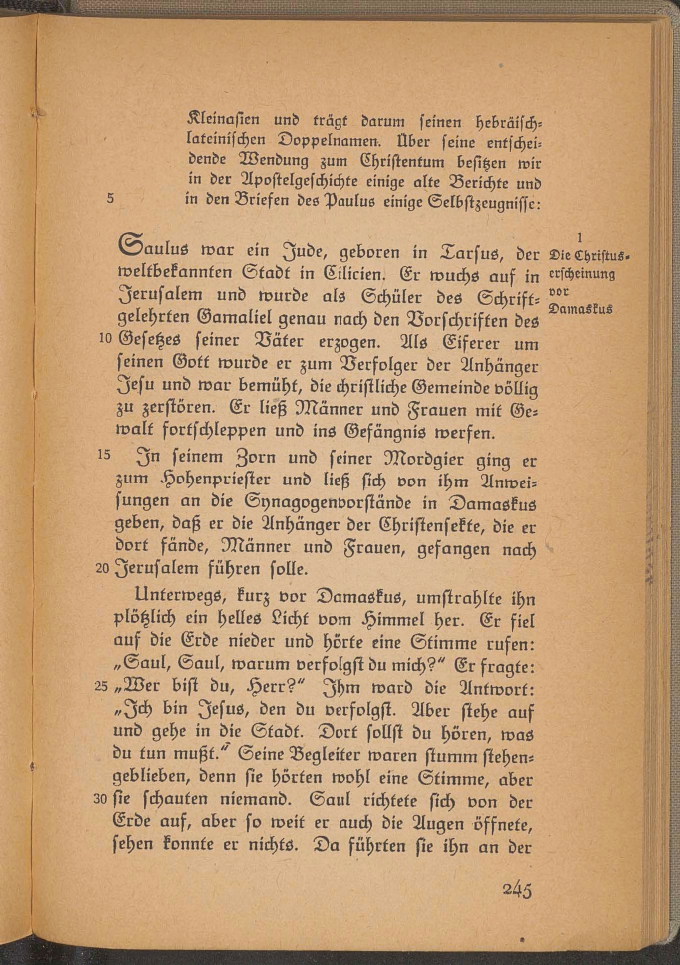 Kleinasien und trägt darum seinen hebräisch-
lateinischen Doppelnamen. Über seine entschei-
dende Wendung zum Christentum besitzen wir
in der Apostelgeschichte einige alte Berichte und
5 in den Briefen des Paulus einige Selbstzeugnisse:
1
Die Christus-
erscheinung
vor
Damaskus
Saulus war ein Jude, geboren in Tarsus, der
weltbekannten Stadt in Cilicien. Er wuchs auf in
Jerusalem und wurde als Schüler des Schrift-
gelehrten Gamaliel genau nach den Vorschriften des
10 Gesetzes seiner Väter erzogen. Als Eiferer um
seinen Gott wurde er zum Verfolger der Anhänger
Jesu und war bemüht, die christliche Gemeinde völlig
zu zerstören. Er ließ Männer und Frauen mit Ge-
walt fortschleppen und ins Gefängnis werfen.
15 In seinem Zorn und seiner Mordgier ging er
zum Hohenpriester und ließ sich von ihm Anwei-
sungen an die Synagogenvorstände in Damaskus
geben, daß er die Anhänger der Christensekte, die er
dort fände, Männer und Frauen, gefangen nach
20 Jerusalem führen solle.
Unterwegs, kurz vor Damaskus, umstrahlte ihn
plötzlich ein helles Licht vom Himmel her. Er fiel
auf die Erde nieder und hörte eine Stimme rufen:
„Saul, Saul, warum verfolgst du mich?“ Er fragte:
25 „Wer bist du, Herr?“ Ihm ward die Antwort:
„Ich bin Jesus, den du verfolgst. Aber stehe auf
und gehe in die Stadt. Dort sollst du hören, was
du tun mußt.“ Seine Begleiter waren stumm stehen-
geblieben, denn sie hörten wohl eine Stimme, aber
30 sie schauten niemand. Saul richtete sich von der
Erde auf, aber so weit er auch die Augen öffnete,
sehen konnte er nichts. Da führten sie ihn an der
245